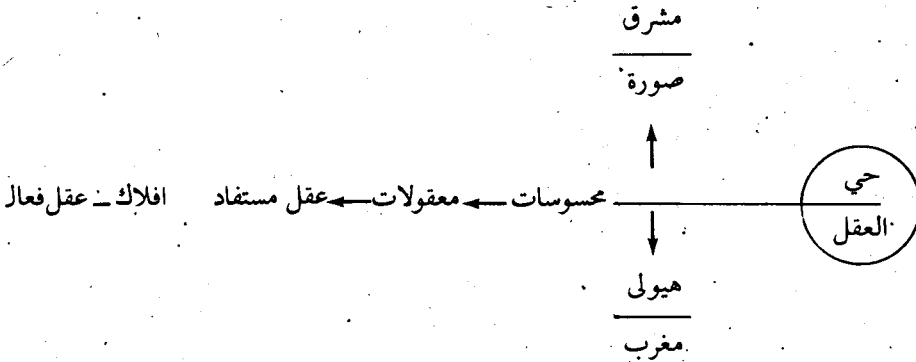 مشرق
صورة
حي
العقل
محسوسات ← معقولات ← عقل مستفاد افلاك – عقل فعال
هيولى
مغرب